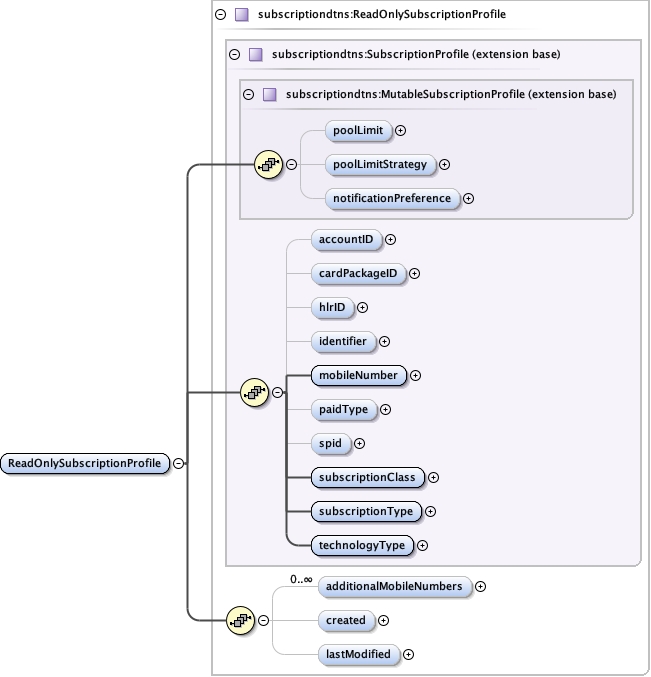 subscriptiondtns:ReadOnlySubscriptionProfile
subscriptiondtns:SubscriptionProfile (extension base)
subscriptiondtns:MutableSubscriptionProfile (extension base)
poolLimit
poolLimitStrategy
notificationPreference
accountID
cardPackageID
hlrID
identifier
mobileNumber
paidType
spid
ReadOnlySubscriptionProfile
subscriptionClass
subscriptionType
technologyType
0..∞
additionalMobileNumbers
created
lastModified